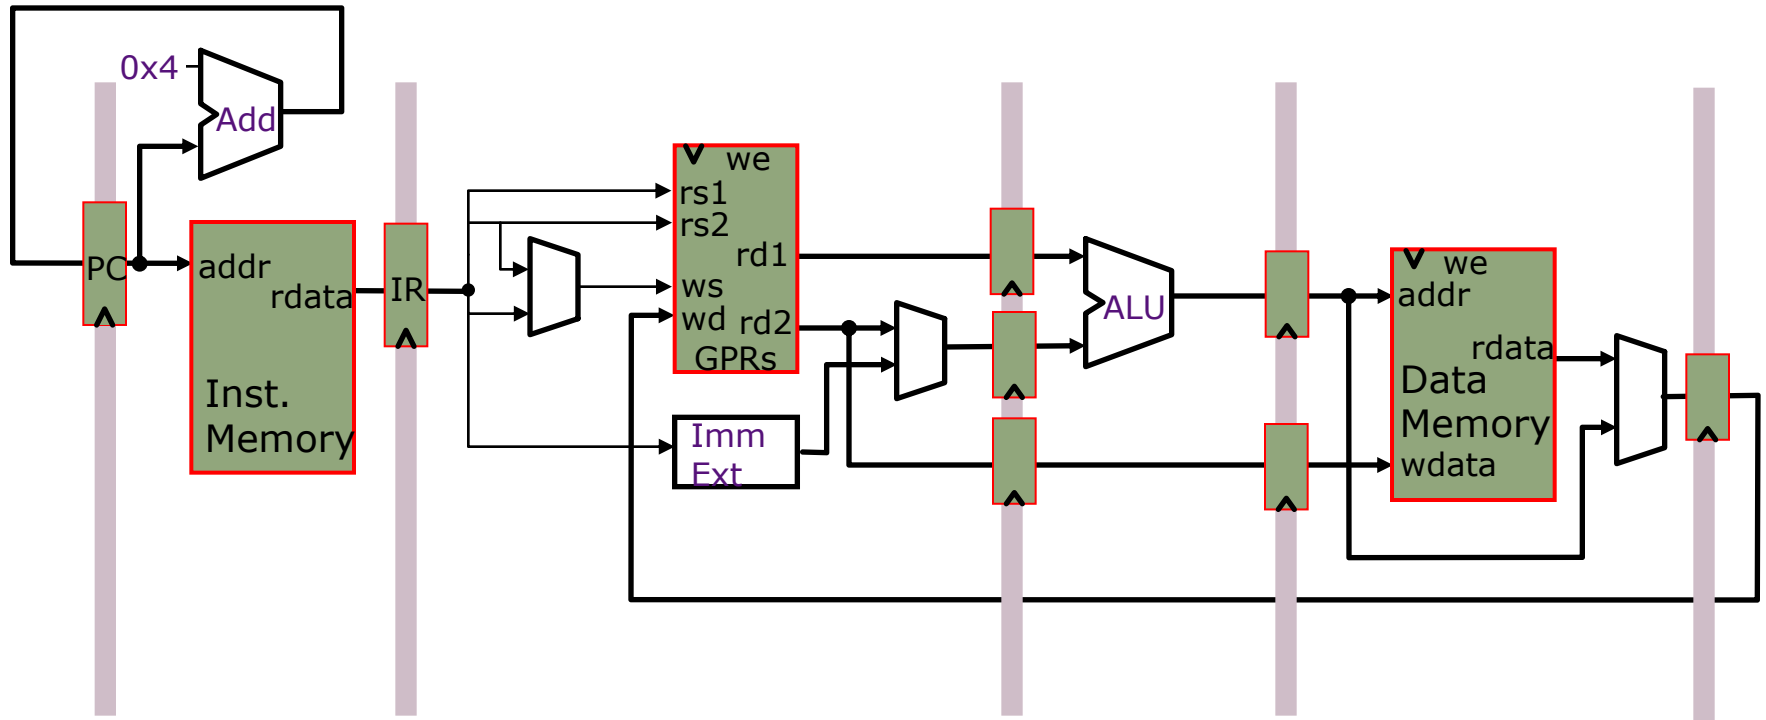 0x4
Add
PC
addr
rdata
Inst.
Memory
IR
we
rs1
rs2
rd1
ws
wd
rd2
GPRs
Imm
Ext
ALU
we
addr
rdata
Data
Memory
wdata